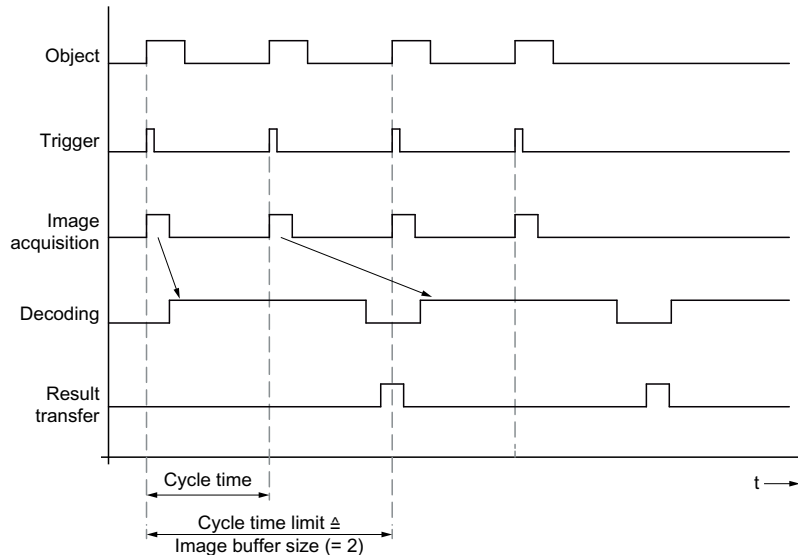 Object
Trigger
Image
acquisition
Decoding
Result
transfer
Cycle time
t
Cycle time limit ≙
Image buffer size (= 2)